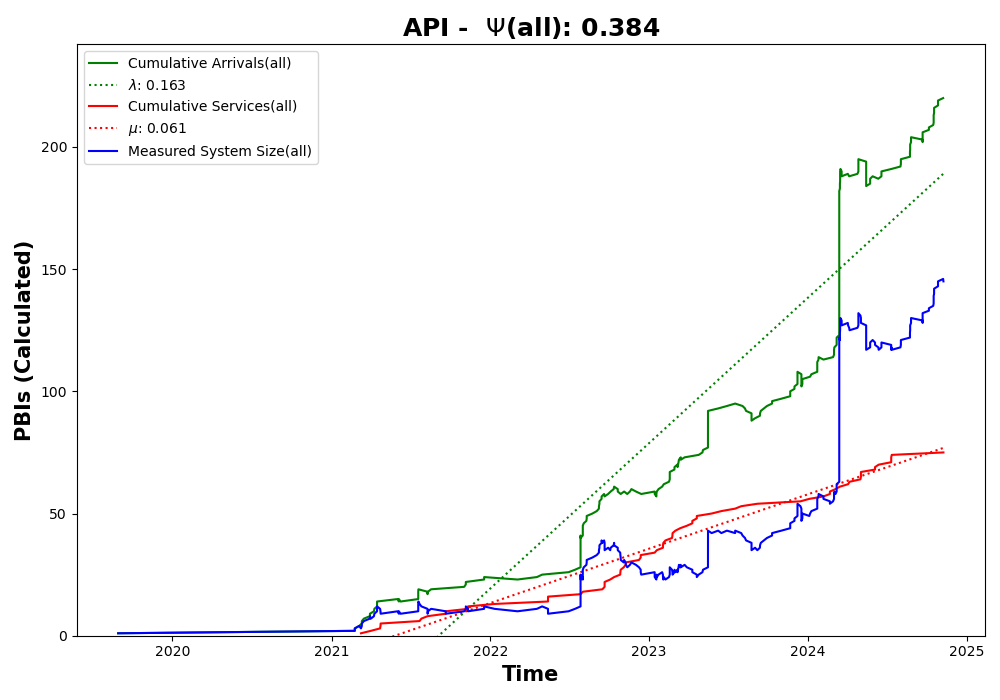 API - Ψ(all): 0.384
Cumulative Arrivals(all)
λ: 0.163
Cumulative Services(all)
μ: 0.061
Measured System Size(all)
PBIs (Calculated)
200
150
100
50
0
2020 2021 2022 2023 2024 2025
Time